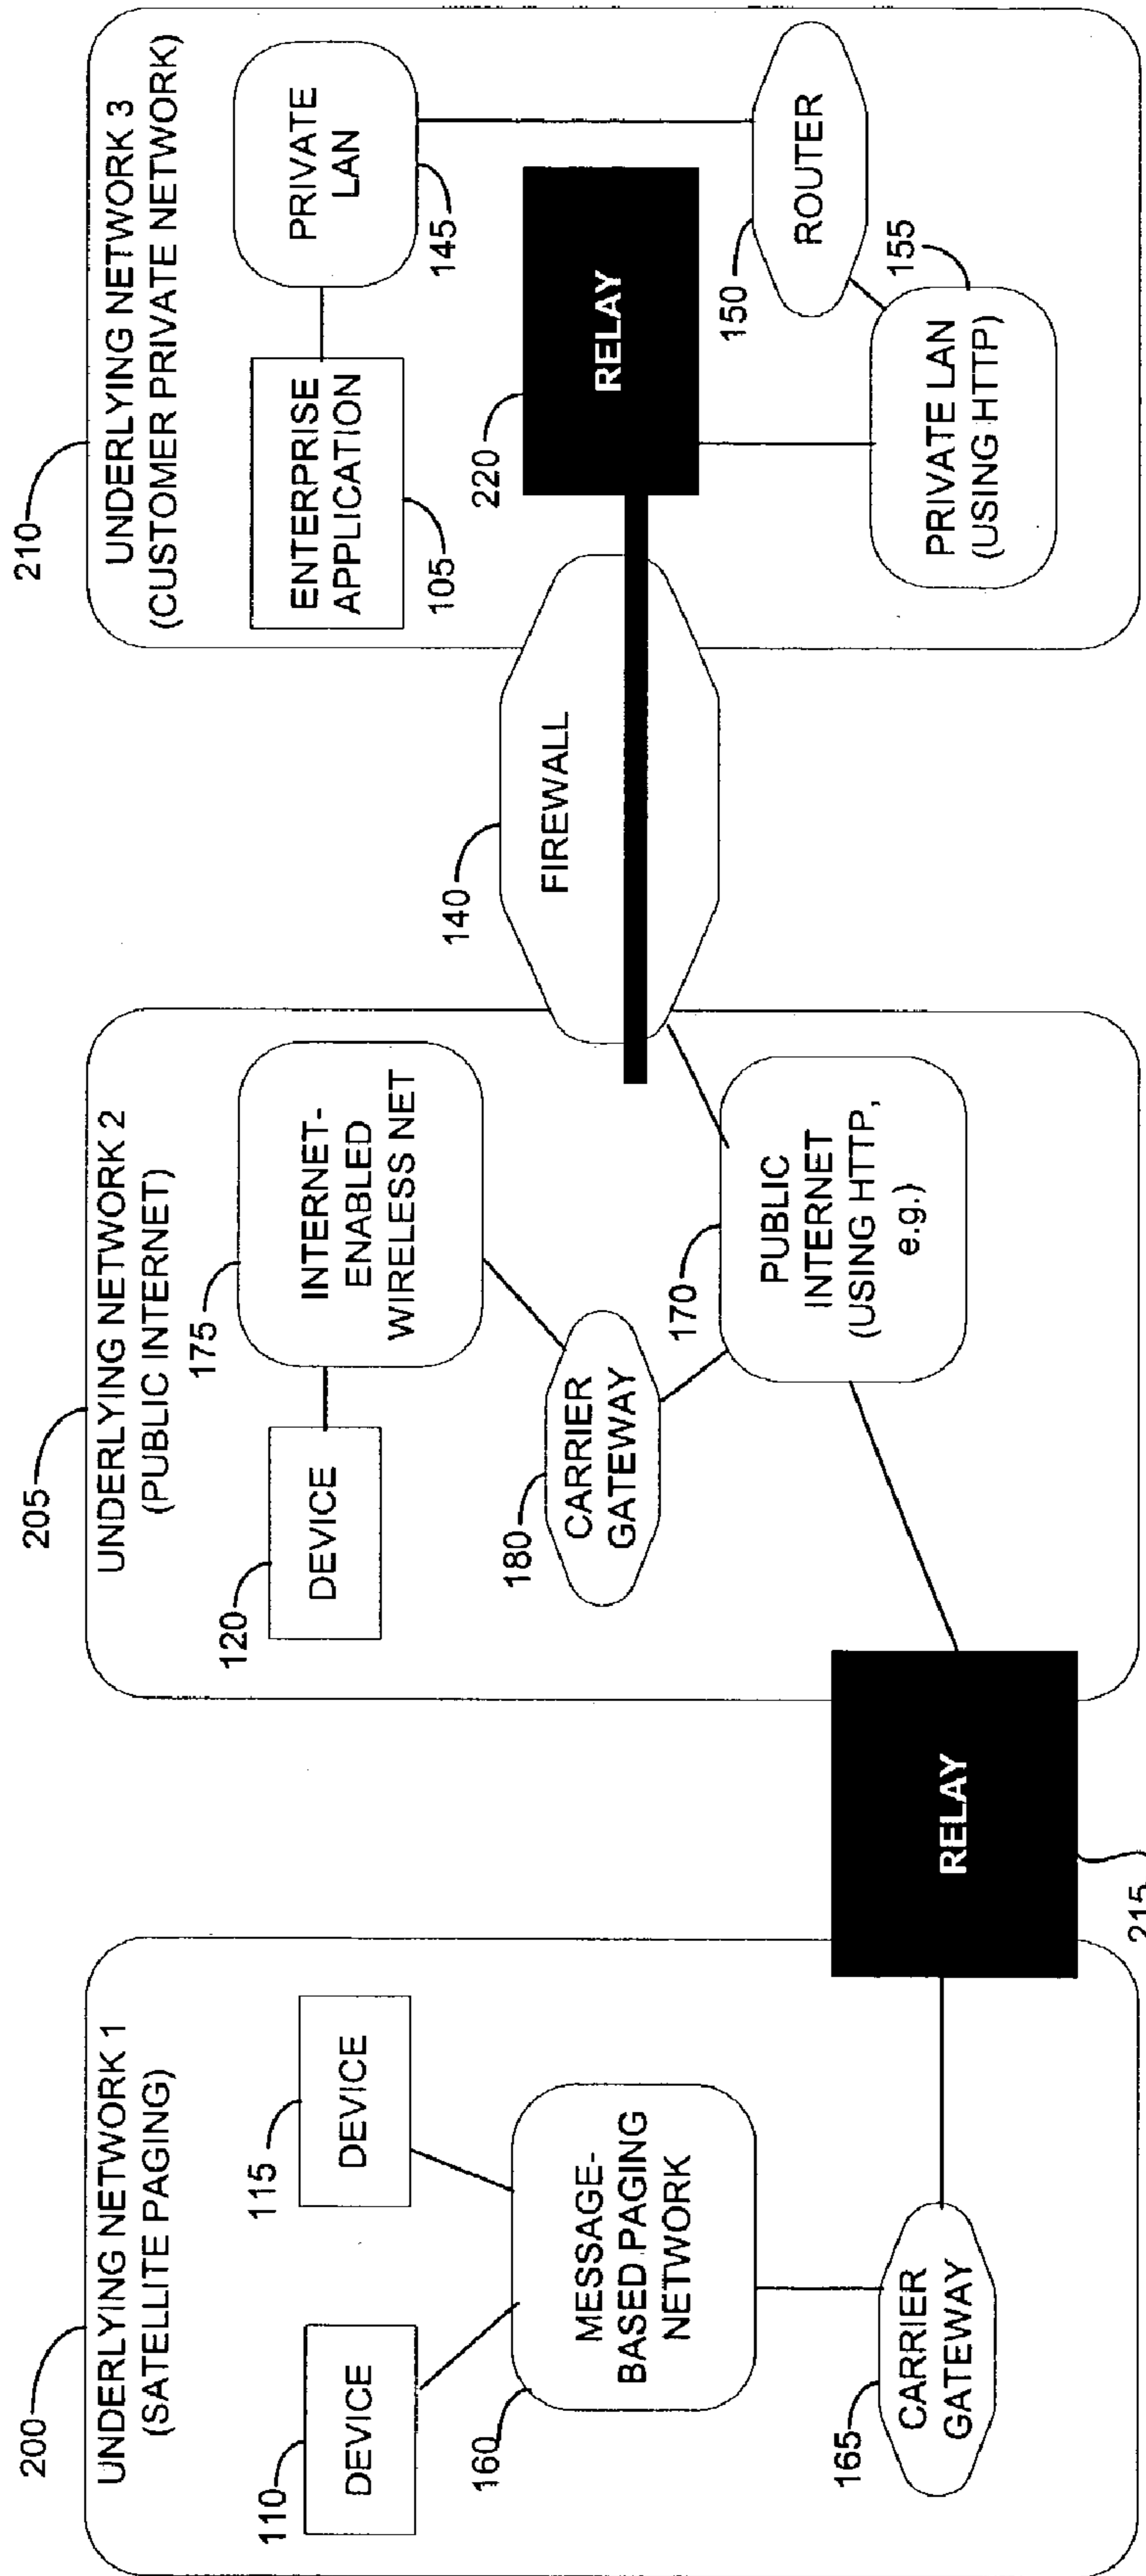 200
UNDERLYING NETWORK 1
(SATELLITE PAGING)
110
DEVICE
115
DEVICE
160
MESSAGE-
BASED PAGING
NETWORK
165
CARRIER
GATEWAY
RELAY
215
205
UNDERLYING NETWORK 2
(PUBLIC INTERNET)
120
DEVICE
175
INTERNET-
ENABLED
WIRELESS NET
180
CARRIER
GATEWAY
170
PUBLIC
INTERNET
(USING HTTP,
e.g.)
140
FIREWALL
210
UNDERLYING NETWORK 3
(CUSTOMER PRIVATE NETWORK)
ENTERPRISE
APPLICATION
105
PRIVATE
LAN
145
220
RELAY
150
ROUTER
155
PRIVATE LAN
(USING HTTP)